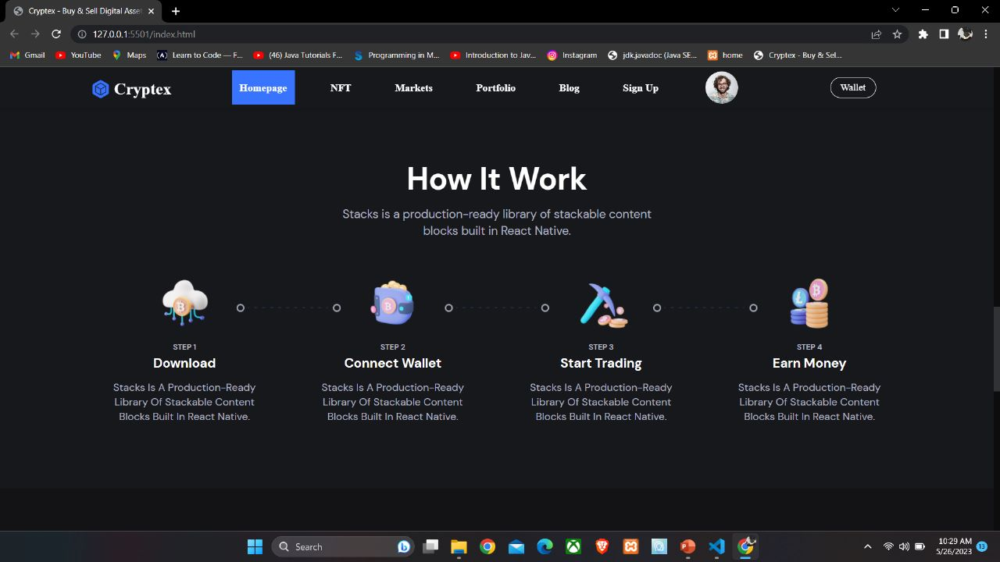 Cryptex - Buy & Sell Digital Asset
127.0.0.1:5501/index.html
Gmail YouTube Maps Learn to Code — F... (46) Java Tutorials F... Programming in M... Introduction to Jav... Instagram jdk.javadoc (Java SE... home Cryptex - Buy & Sel...
Cryptex Homepage NFT Markets Portfolio Blog Sign Up Wallet
How It Work
Stacks is a production-ready library of stackable content
blocks built in React Native.
STEP 1 STEP 2 STEP 3 STEP 4
Download Connect Wallet Start Trading Earn Money
Stacks Is A Production-Ready Stacks Is A Production-Ready Stacks Is A Production-Ready Stacks Is A Production-Ready
Library Of Stackable Content Library Of Stackable Content Library Of Stackable Content Library Of Stackable Content
Blocks Built In React Native. Blocks Built In React Native. Blocks Built In React Native. Blocks Built In React Native.
Search
10:29 AM
5/26/2023
13